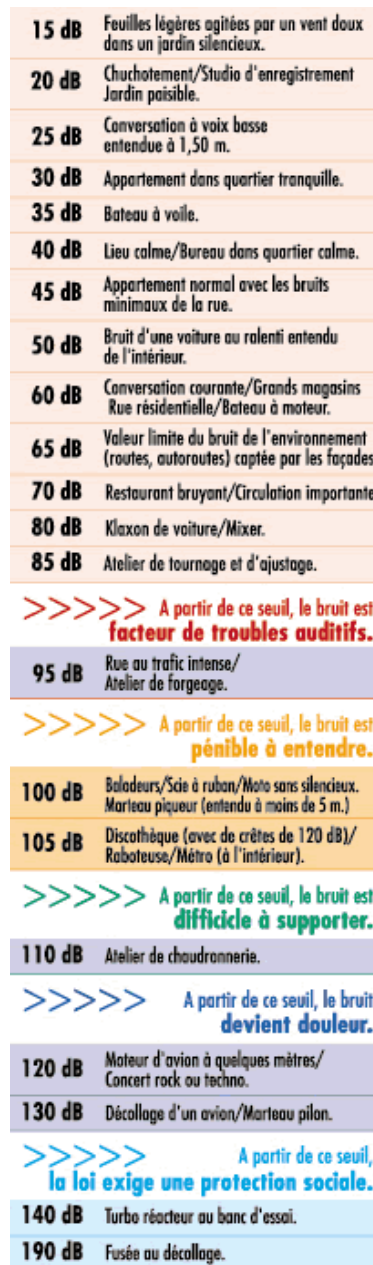 15 dB Feuilles légères agitées par un vent doux
dans un jardin silencieux.
20 dB Chuchotement/Studio d'enregistrement
Jardin paisible.
25 dB Conversation à voix basse
entendue à 1,50 m.
30 dB Appartement dans quartier tranquille.
35 dB Bateau à voile.
40 dB Lieu calme/Bureau dans quartier calme.
45 dB Appartement normal avec les bruits
minimaux de la rue.
50 dB Bruit d'une voiture au ralenti entendu
de l'intérieur.
60 dB Conversation courante/Grands magasins
Rue résidentielle/Bateau à moteur.
65 dB Valeur limite du bruit de l'environnement
(routes, autoroutes) captée par les façades
70 dB Restaurant bruyant/Circulation importante
80 dB Klaxon de voiture/Mixer.
85 dB Atelier de tournage et d'ajustage.
>>>>> A partir de ce seuil, le bruit est
facteur de troubles auditifs.
95 dB Rue au trafic intense/
Atelier de forgeage.
>>>>> A partir de ce seuil, le bruit est
pénible à entendre.
100 dB Baladeurs/Scie à ruban/Moto sans silencieux.
Marteau piqueur (entendu à moins de 5 m.)
105 dB Discothèque (avec de crêtes de 120 dB)/
Raboteuse/Métro (à l'intérieur).
>>>>> A partir de ce seuil, le bruit est
difficicle à supporter.
110 dB Atelier de chaudronnerie.
>>>>> A partir de ce seuil, le bruit
devient douleur.
120 dB Moteur d'avion à quelques mètres/
Concert rock ou techno.
130 dB Décollage d'un avion/Marteau pilon.
>>>>> A partir de ce seuil,
la loi exige une protection sociale.
140 dB Turbo réacteur au banc d'essai.
190 dB Fusée au décollage.